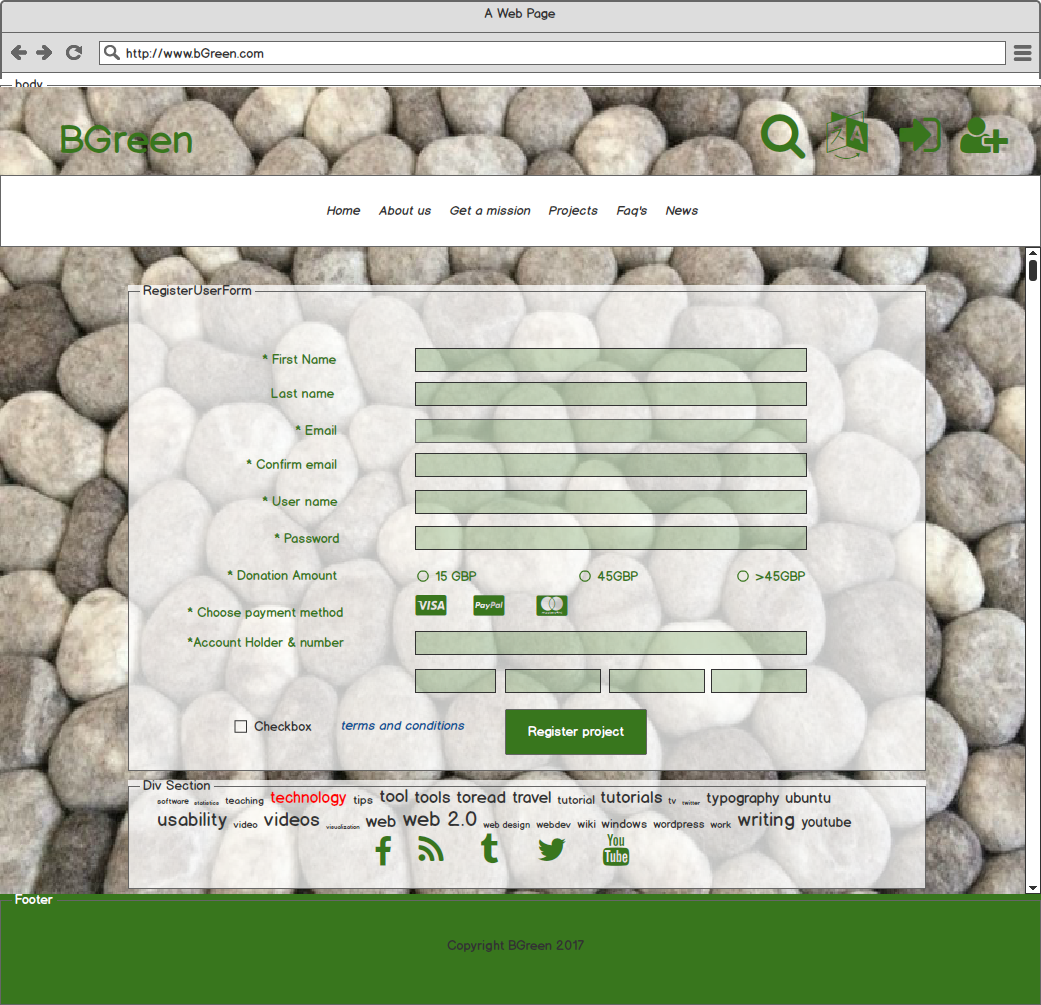 A Web Page
http://www.bGreen.com
body
BGreen
Home About us Get a mission Projects Faq's News
RegisterUserForm
* First Name
Last name
* Email
* Confirm email
* User name
* Password
* Donation Amount 15 GBP 45GBP >45GBP
* Choose payment method VISA PayPal
*Account Holder & number
Checkbox terms and conditions Register project
Div Section
software statistics teaching technology tips tool tools toread travel tutorial tutorials tv twitter typography ubuntu
usability video videos visualization web web 2.0 web design webdev wiki windows wordpress work writing youtube
You
Tube
Footer
Copyright BGreen 2017